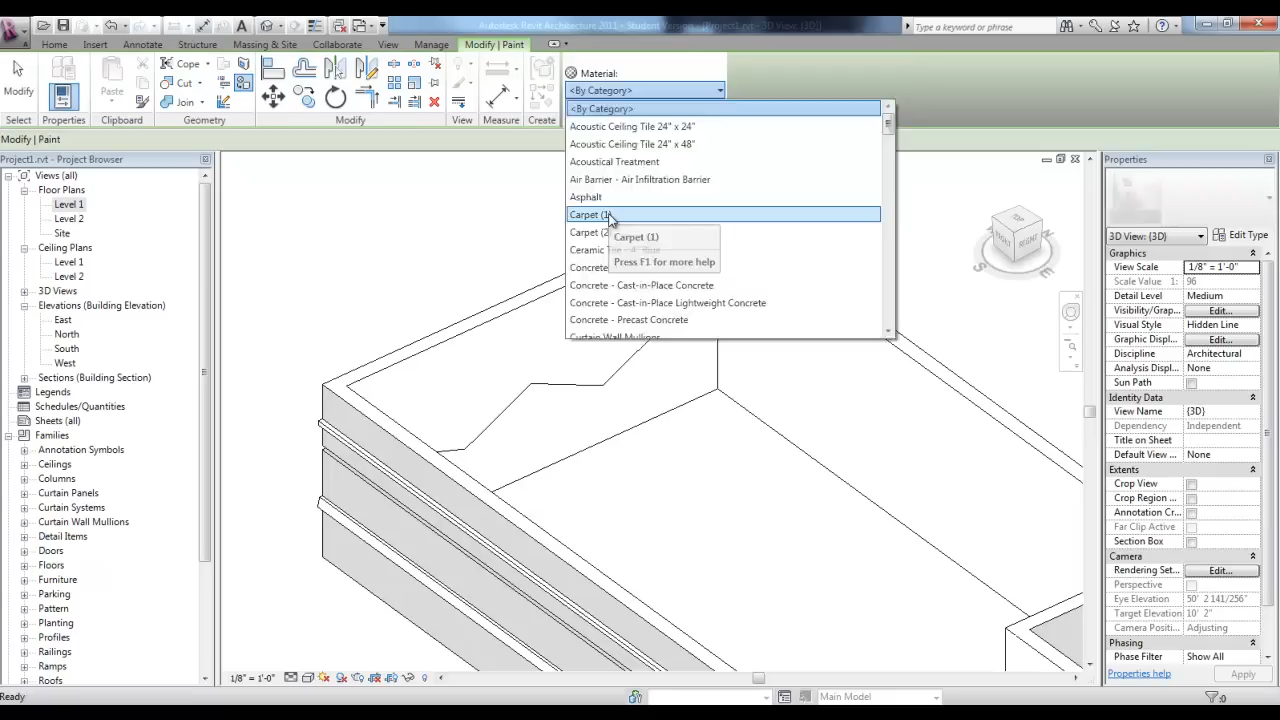 Autodesk Revit Architecture 2011 - Student Version - [Project1.rvt - 3D View: {3D}]
Type a keyword or phrase
Home Insert Annotate Structure Massing & Site Collaborate View Manage Modify | Paint
Modify
Paste
Cope
Cut
Join
Select Properties Clipboard Geometry Modify View Measure Create
Material:
<By Category>
<By Category>
Acoustic Ceiling Tile 24" x 24"
Acoustic Ceiling Tile 24" x 48"
Acoustical Treatment
Air Barrier - Air Infiltration Barrier
Asphalt
Carpet (1)
Carpet (2
Ceramic
Concrete
Concrete - Cast-in-Place Concrete
Concrete - Cast-in-Place Lightweight Concrete
Concrete - Precast Concrete
Curtain Wall Mullions
Carpet (1)
Press F1 for more help
Modify | Paint
Project1.rvt - Project Browser
Views (all)
Floor Plans
Level 1
Level 2
Site
Ceiling Plans
Level 1
Level 2
3D Views
Elevations (Building Elevation)
East
North
South
West
Sections (Building Section)
Legends
Schedules/Quantities
Sheets (all)
Families
Annotation Symbols
Ceilings
Columns
Curtain Panels
Curtain Systems
Curtain Wall Mullions
Detail Items
Doors
Floors
Furniture
Parking
Pattern
Planting
Profiles
Railings
Ramps
Roofs
TOP
FRONT
RIGHT
S
E
Properties
3D View: {3D}
Edit Type
Graphics
View Scale 1/8" = 1'-0"
Scale Value 1: 96
Detail Level Medium
Visibility/Grap... Edit...
Visual Style Hidden Line
Graphic Displ... Edit...
Discipline Architectural
Analysis Displ... None
Sun Path
Identity Data
View Name {3D}
Dependency Independent
Title on Sheet
Default View ... None
Extents
Crop View
Crop Region ...
Annotation Cr...
Far Clip Active
Section Box
Camera
Rendering Set... Edit...
Perspective
Eye Elevation 50' 2 141/256"
Target Elevation 10' 2"
Camera Positi... Adjusting
Phasing
Phase Filter Show All
Properties help
Apply
1/8" = 1'-0"
Ready
Main Model
:0